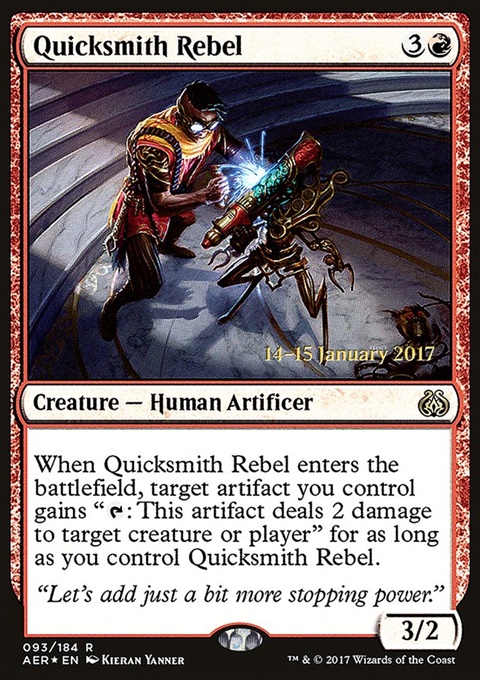 Quicksmith Rebel 3
14–15 January 2017
Creature — Human Artificer
When Quicksmith Rebel enters the
battlefield, target artifact you control
gains “ : This artifact deals 2 damage
to target creature or player” for as long
as you control Quicksmith Rebel.
“Let’s add just a bit more stopping power.”
3/2
093/184 R
AER★EN Kieran Yanner
™ & © 2017 Wizards of the Coast